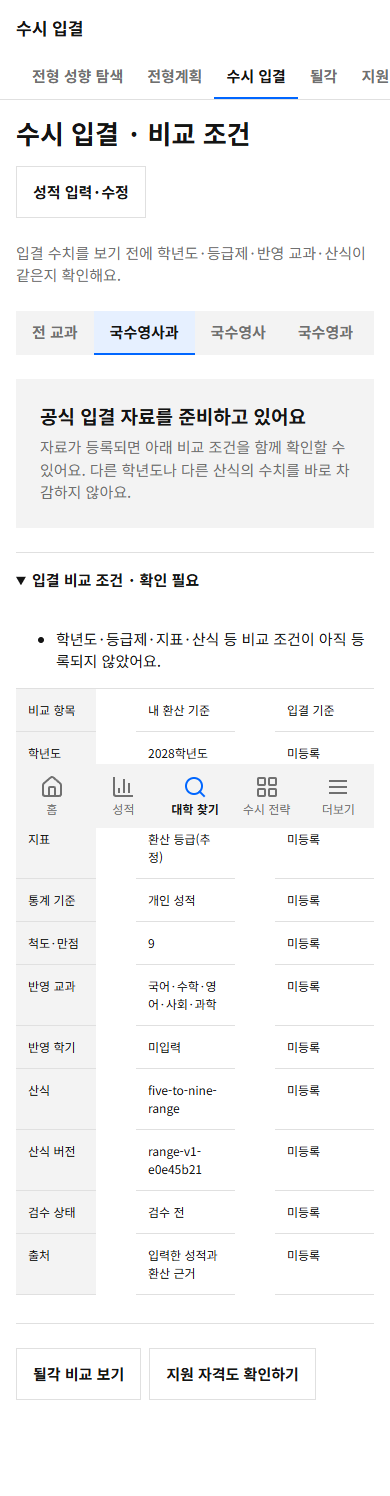 수시 입결
전형 성향 탐색 전형계획 수시 입결 될각 지원
수시 입결 · 비교 조건
성적 입력·수정
입결 수치를 보기 전에 학년도·등급제·반영 교과·산식이
같은지 확인해요.
전 교과 국수영사과 국수영사 국수영과
공식 입결 자료를 준비하고 있어요
자료가 등록되면 아래 비교 조건을 함께 확인할 수
있어요. 다른 학년도나 다른 산식의 수치를 바로 차
감하지 않아요.
▼ 입결 비교 조건 · 확인 필요
• 학년도·등급제·지표·산식 등 비교 조건이 아직 등
록되지 않았어요.
비교 항목 내 환산 기준 입결 기준
학년도 2028학년도 미등록
홈 성적 대학 찾기 수시 전략 더보기
지표 환산 등급(추 미등록
정)
통계 기준 개인 성적 미등록
척도·만점 9 미등록
반영 교과 국어·수학·영 미등록
어·사회·과학
반영 학기 미입력 미등록
산식 five-to-nine- 미등록
range
산식 버전 range-v1- 미등록
e0e45b21
검수 상태 검수 전 미등록
출처 입력한 성적과 미등록
환산 근거
될각 비교 보기 지원 자격도 확인하기